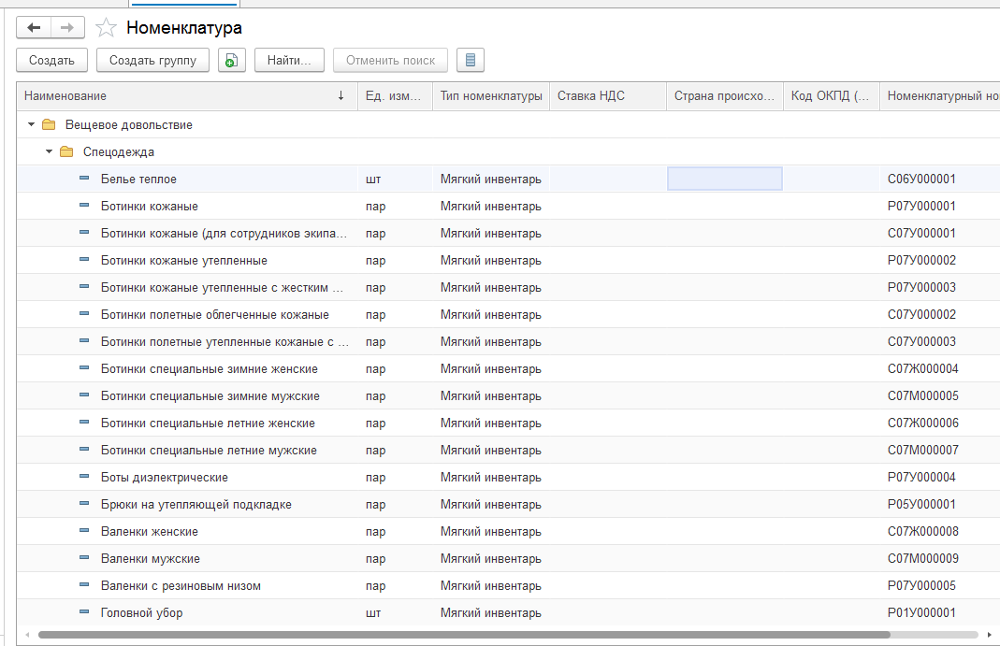 Номенклатура
Создать Создать группу Найти... Отменить поиск
Наименование ↓ Ед. изм... Тип номенклатуры Ставка НДС Страна происхо... Код ОКПД (... Номенклатурный но
Вещевое довольствие
Спецодежда
Белье теплое шт Мягкий инвентарь С06У000001
Ботинки кожаные пар Мягкий инвентарь Р07У000001
Ботинки кожаные (для сотрудников экипа... пар Мягкий инвентарь С07У000001
Ботинки кожаные утепленные пар Мягкий инвентарь Р07У000002
Ботинки кожаные утепленные с жестким ... пар Мягкий инвентарь Р07У000003
Ботинки полетные облегченные кожаные пар Мягкий инвентарь С07У000002
Ботинки полетные утепленные кожаные с ... пар Мягкий инвентарь С07У000003
Ботинки специальные зимние женские пар Мягкий инвентарь С07Ж000004
Ботинки специальные зимние мужские пар Мягкий инвентарь С07М000005
Ботинки специальные летние женские пар Мягкий инвентарь С07Ж000006
Ботинки специальные летние мужские пар Мягкий инвентарь С07М000007
Боты диэлектрические пар Мягкий инвентарь Р07У000004
Брюки на утепляющей подкладке пар Мягкий инвентарь Р05У000001
Валенки женские пар Мягкий инвентарь С07Ж000008
Валенки мужские пар Мягкий инвентарь С07М000009
Валенки с резиновым низом пар Мягкий инвентарь Р07У000005
Головной убор шт Мягкий инвентарь Р01У000001